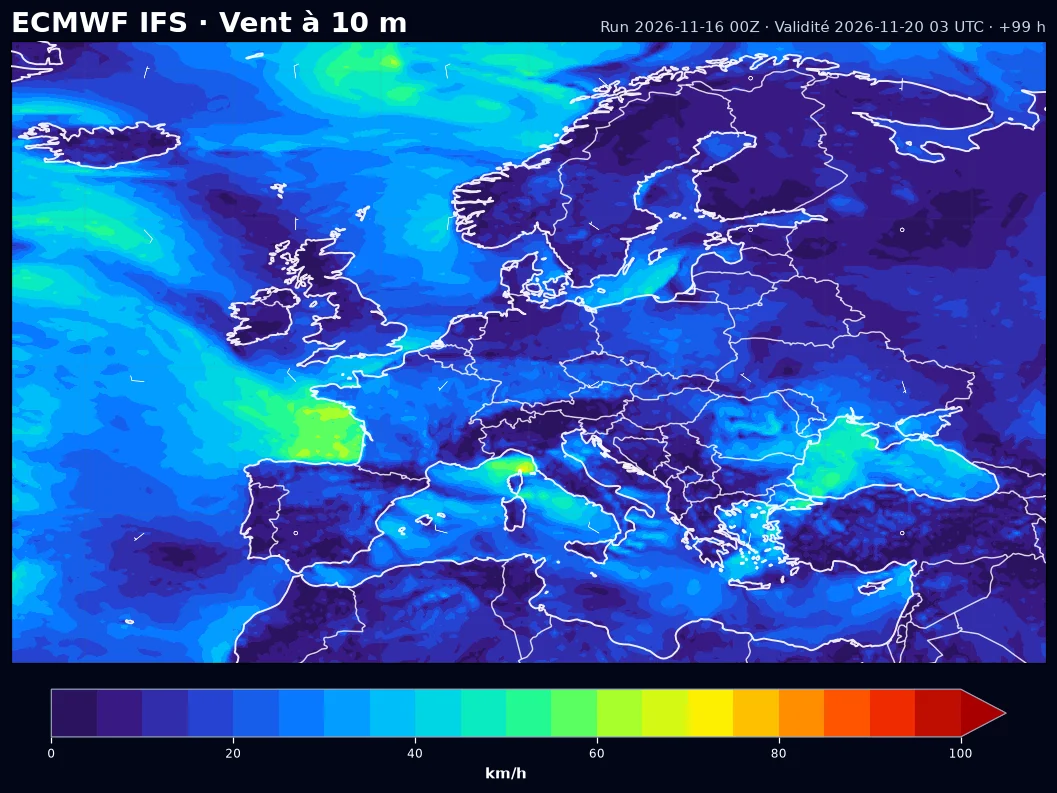 ECMWF IFS · Vent à 10 m
Run 2026-11-16 00Z · Validité 2026-11-20 03 UTC · +99 h
0 20 40 60 80 100
km/h